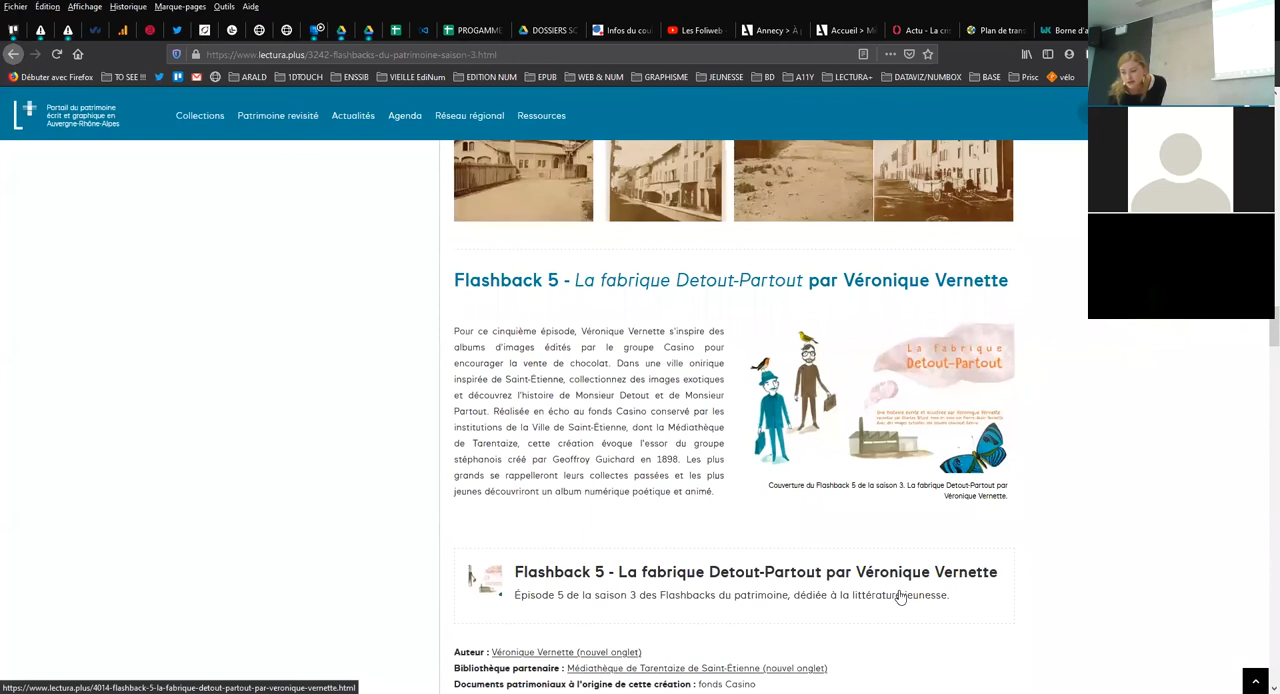 Fichier Édition Affichage Historique Marque-pages Outils Aide
PROGAMME DOSSIERS SC Infos du cou Les Foliweb Annecy > À p Accueil > M Actu - La cri Plan de trans Borne d'a
https://www.lectura.plus/3242-flashbacks-du-patrimoine-saison-3.html
Débuter avec Firefox TO SEE !!! ARALD 1DTOUCH ENSSIB VIEILLE EdiNum EDITION NUM EPUB WEB & NUM GRAPHISME JEUNESSE BD A11Y LECTURA+ DATAVIZ/NUMBOX BASE Prisc vélo
Portail du patrimoine
écrit et graphique en
Auvergne-Rhône-Alpes
Collections Patrimoine revisité Actualités Agenda Réseau régional Ressources
Flashback 5 - La fabrique Detout-Partout par Véronique Vernette
Pour ce cinquième épisode, Véronique Vernette s'inspire des
albums d'images édités par le groupe Casino pour
encourager la vente de chocolat. Dans une ville onirique
inspirée de Saint-Étienne, collectionnez des images exotiques
et découvrez l'histoire de Monsieur Detout et de Monsieur
Partout. Réalisée en écho au fonds Casino conservé par les
institutions de la Ville de Saint-Étienne, dont la Médiathèque
de Tarentaize, cette création évoque l'essor du groupe
stéphanois créé par Geoffroy Guichard en 1898. Les plus
grands se rappelleront leurs collectes passées et les plus
jeunes découvriront un album numérique poétique et animé.
La fabrique
Detout-Partout
Couverture du Flashback 5 de la saison 3. La fabrique Detout-Partout par
Véronique Vernette.
Flashback 5 - La fabrique Detout-Partout par Véronique Vernette
Épisode 5 de la saison 3 des Flashbacks du patrimoine, dédiée à la littérature jeunesse.
Auteur : Véronique Vernette (nouvel onglet)
Bibliothèque partenaire : Médiathèque de Tarentaize de Saint-Étienne (nouvel onglet)
Documents patrimoniaux à l'origine de cette création : fonds Casino
https://www.lectura.plus/4014-flashback-5-la-fabrique-detout-partout-par-veronique-vernette.html